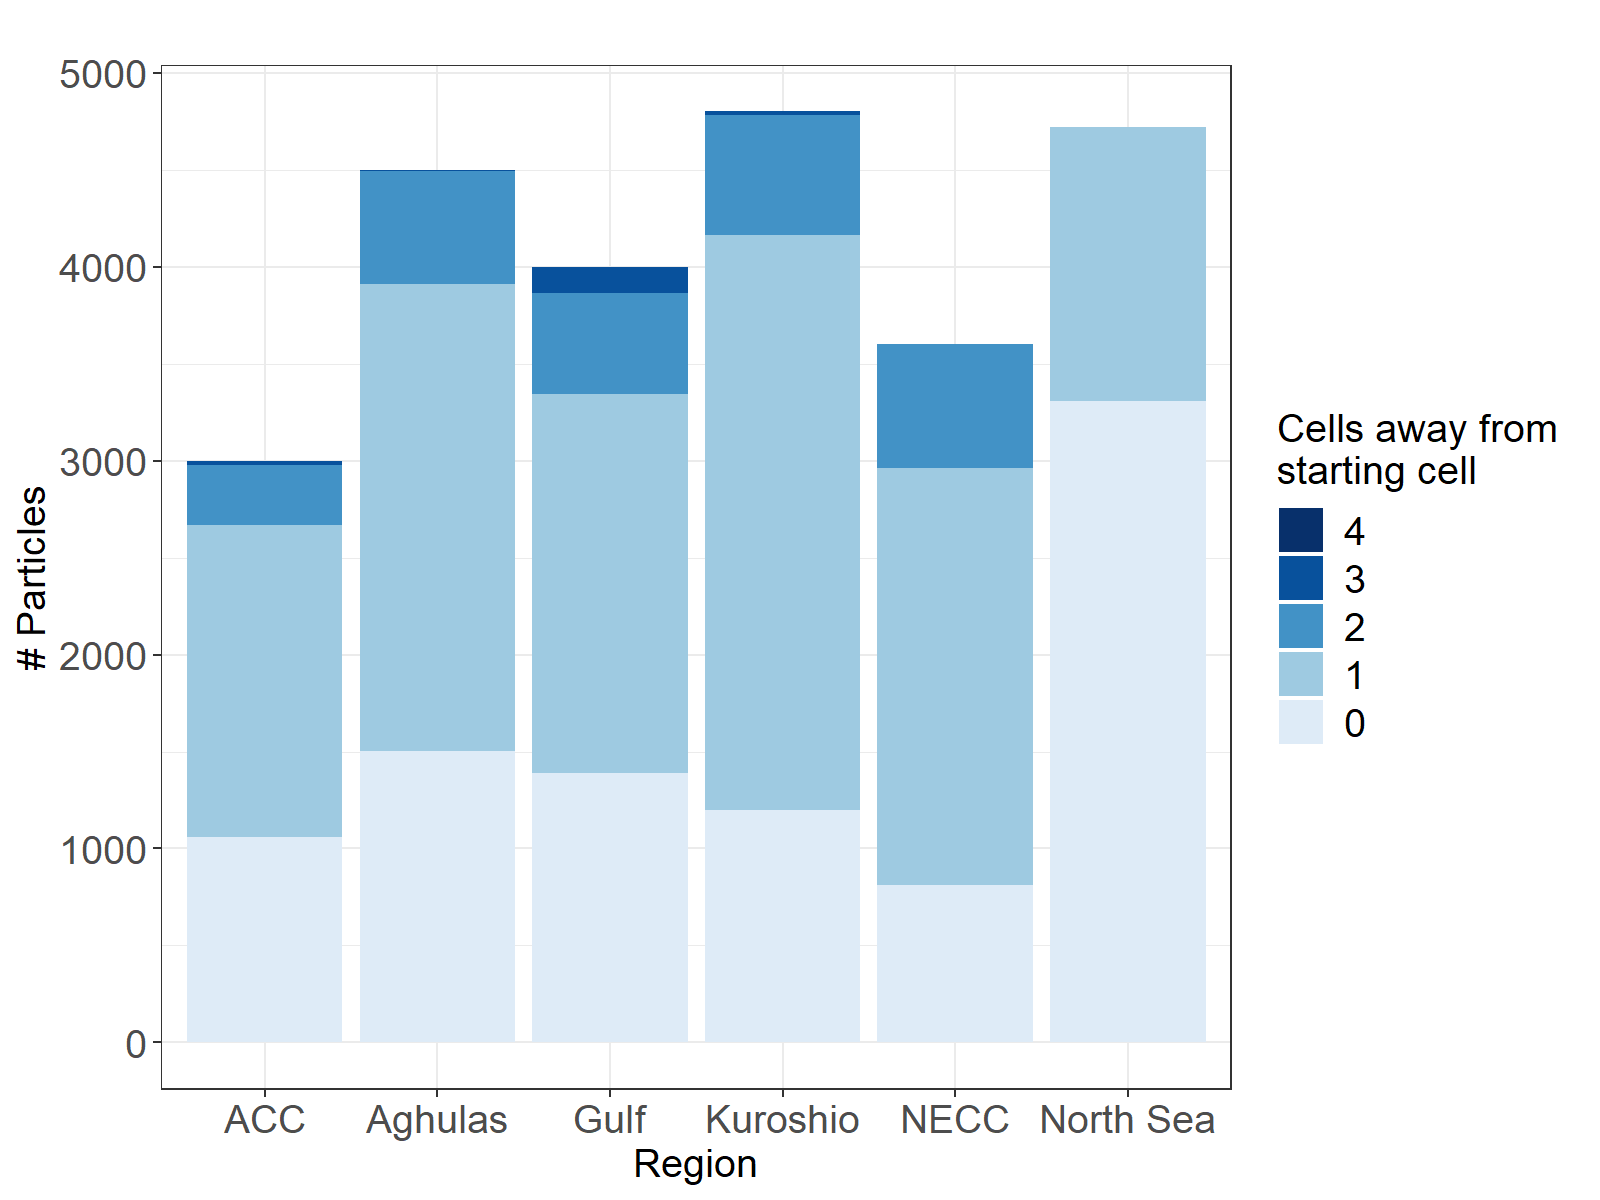 # Particles
5000
4000
3000
2000
1000
0
ACC Aghulas Gulf Kuroshio NECC North Sea
Region
Cells away from
starting cell
4
3
2
1
0